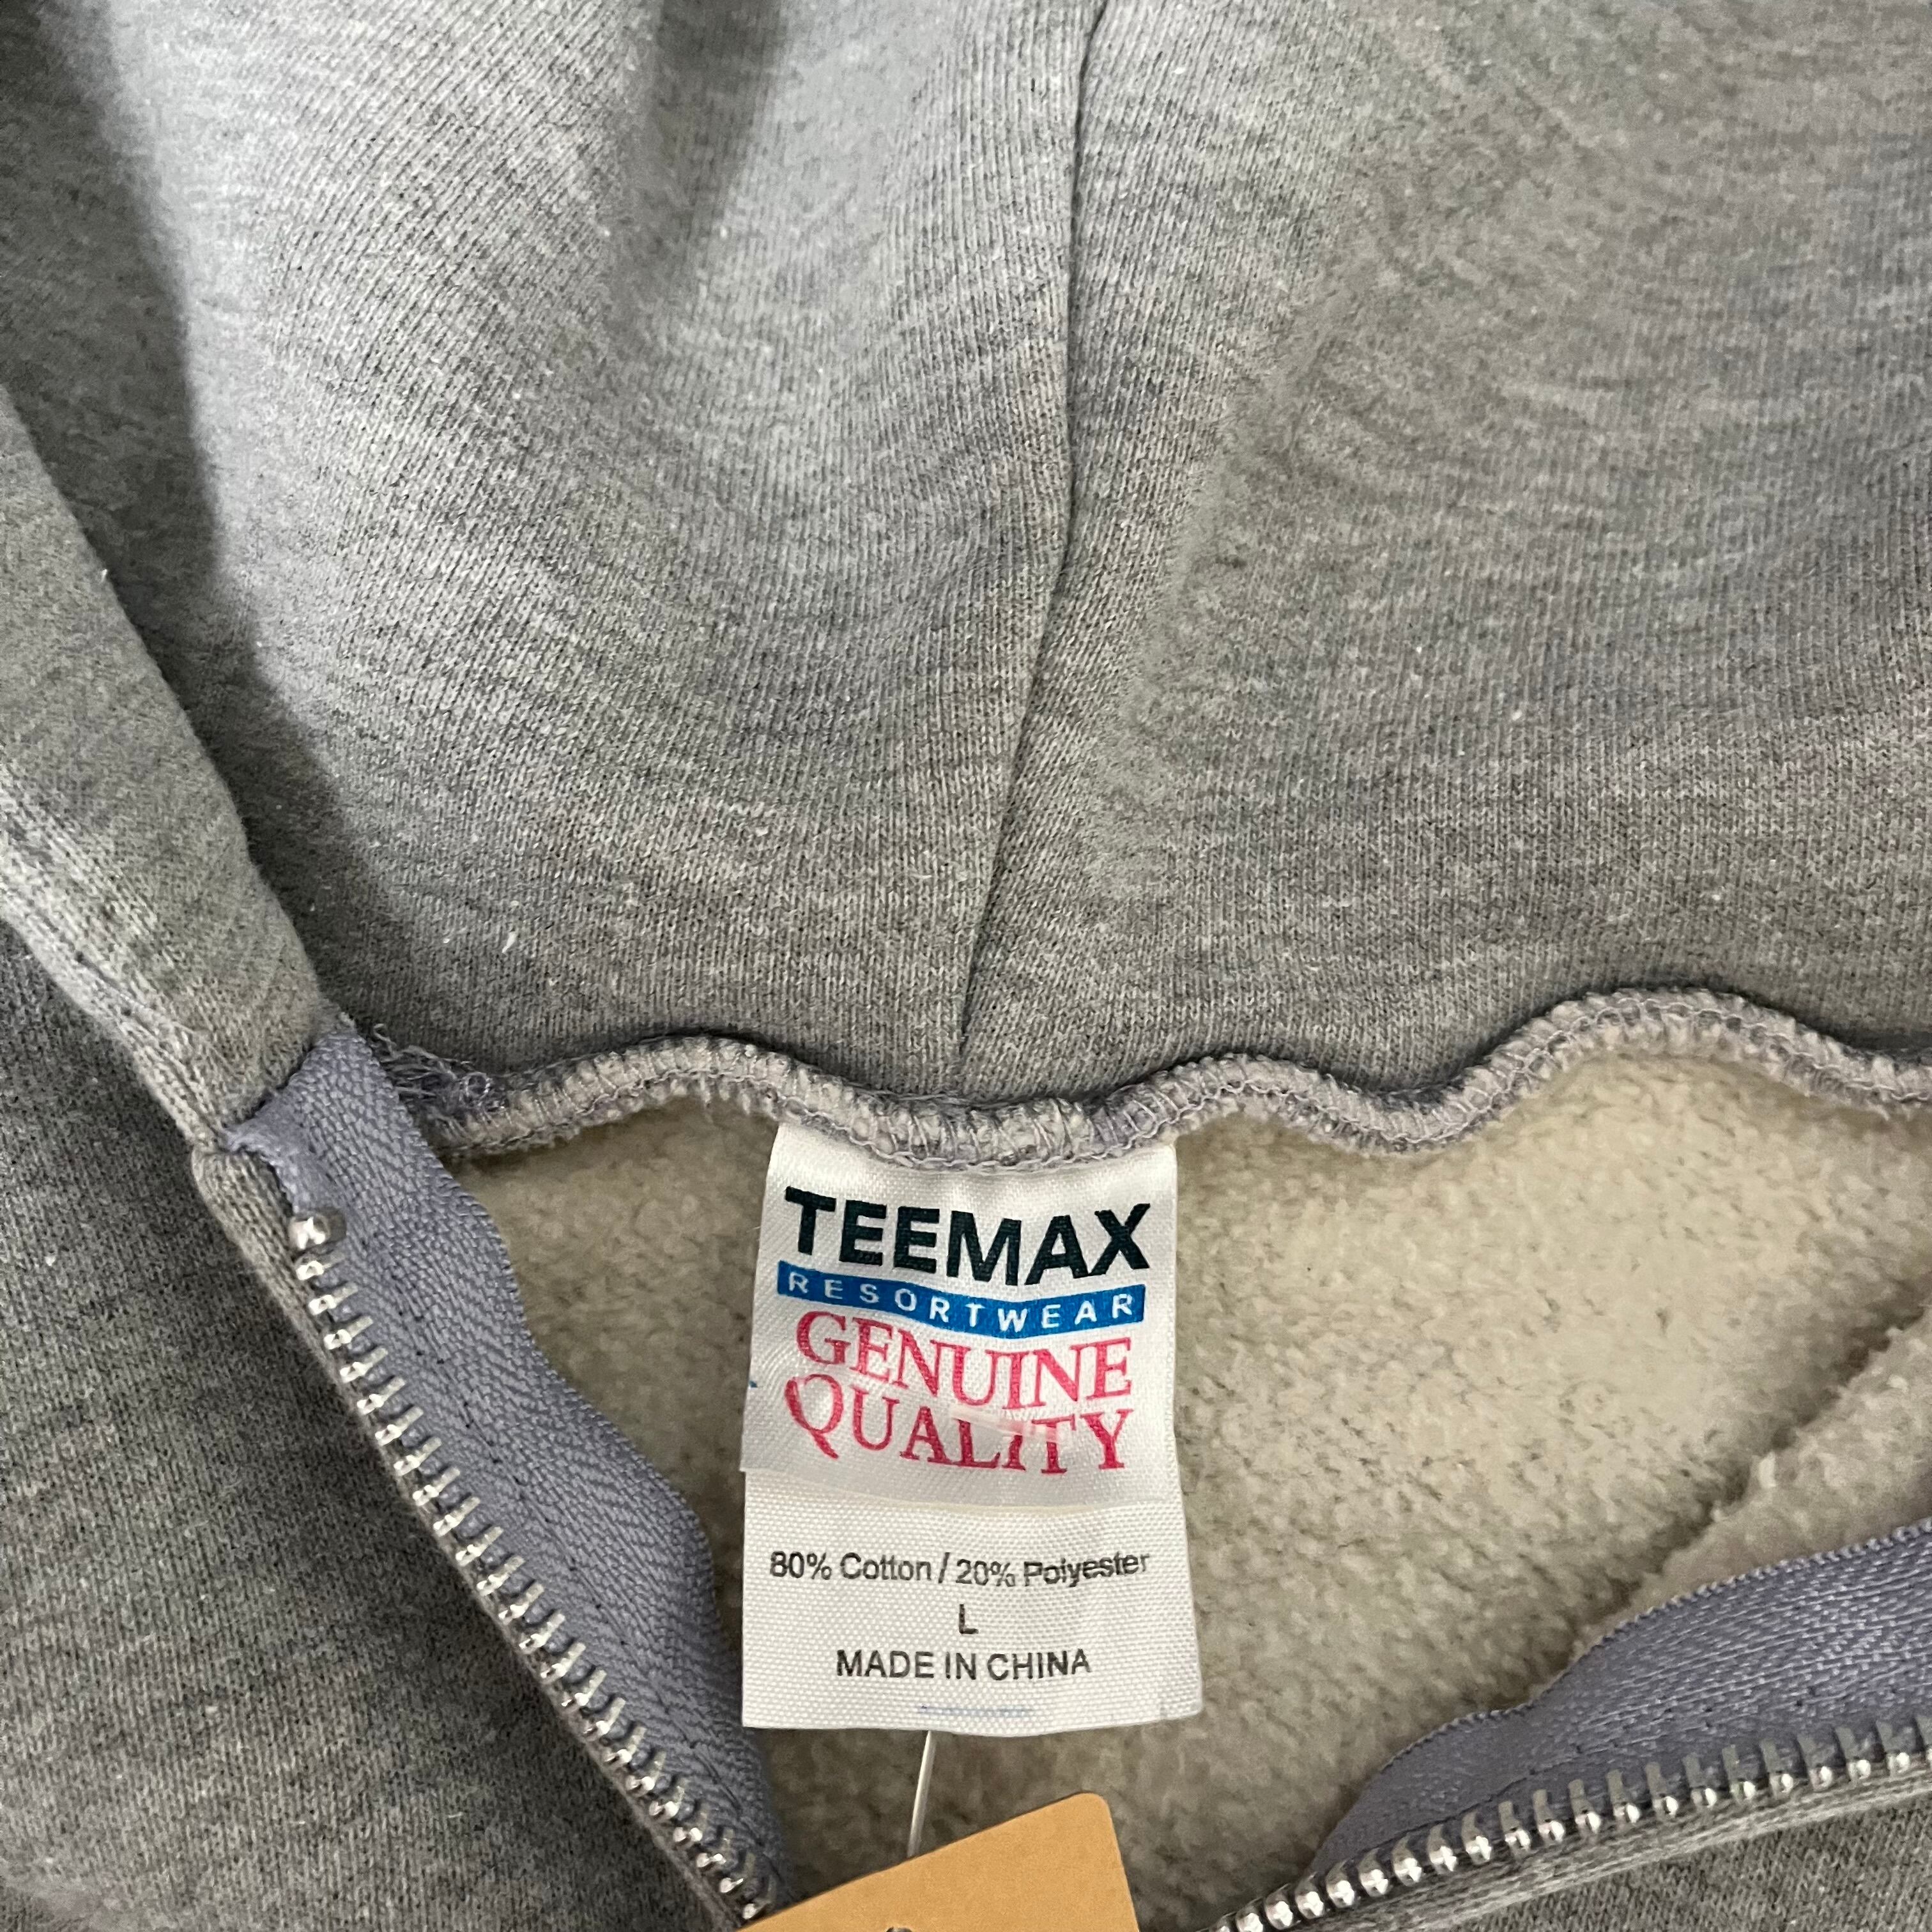 TEEMAX
RESORTWEAR
GENUINE
QUALITY
80% Cotton / 20% Polyester
L
MADE IN CHINA